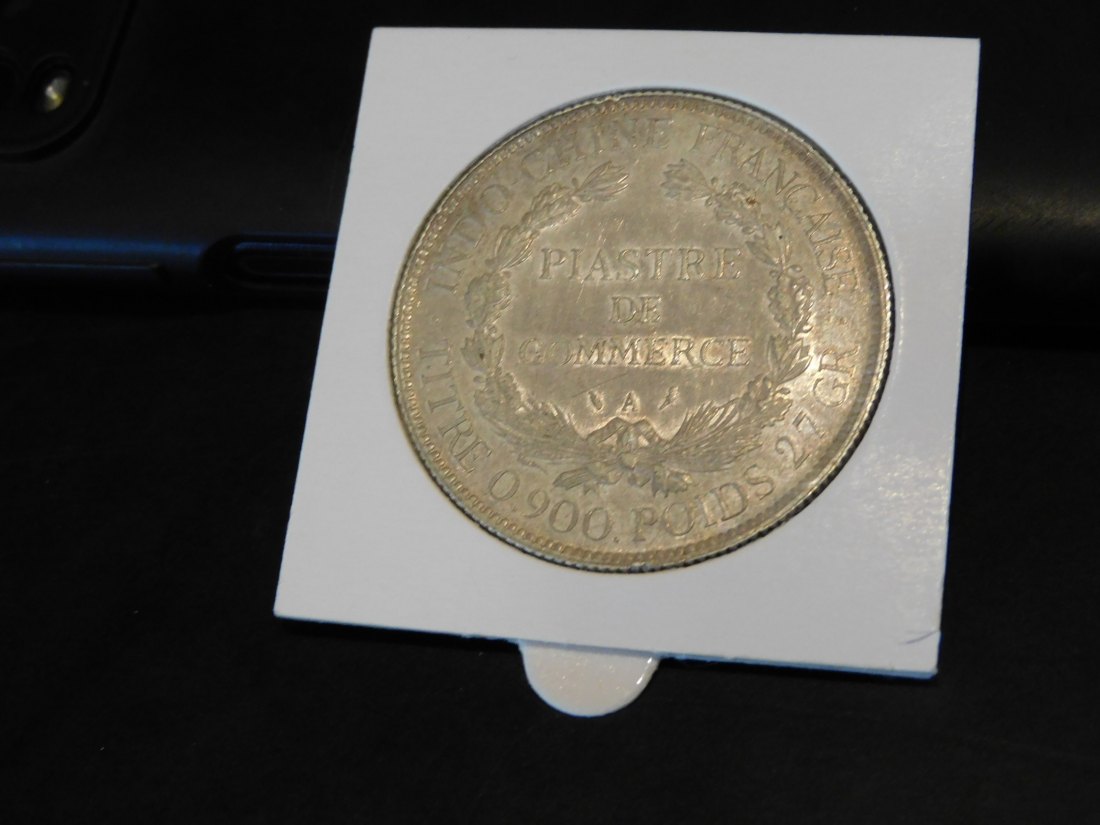 INDO-CHINE FRANÇAISE
PIASTRE
DE
COMMERCE
A
TITRE 0,900. POIDS 27 GR.